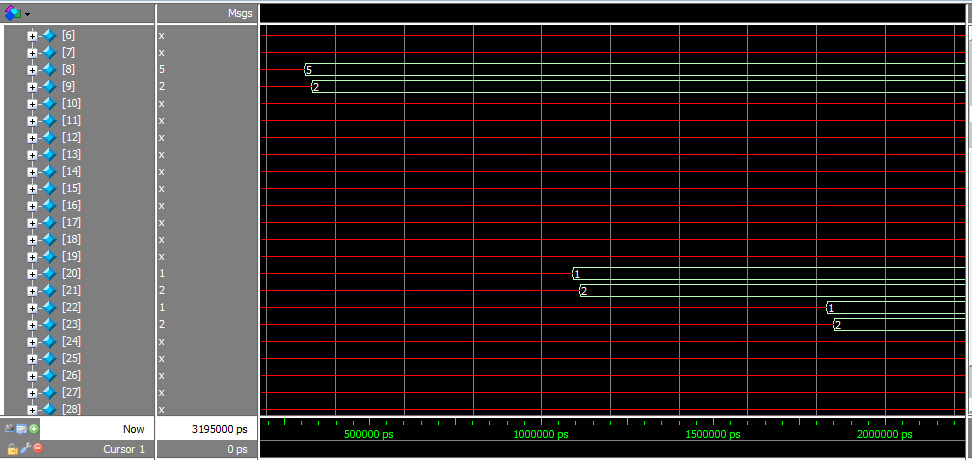 Msgs
[6] x
[7] x
[8] 5 5
[9] 2 2
[10] x
[11] x
[12] x
[13] x
[14] x
[15] x
[16] x
[17] x
[18] x
[19] x
[20] 1 1
[21] 2 2
[22] 1 1
[23] 2 2
[24] x
[25] x
[26] x
[27] x
[28] x
Now 3195000 ps 500000 ps 1000000 ps 1500000 ps 2000000 ps
Cursor 1 0 ps